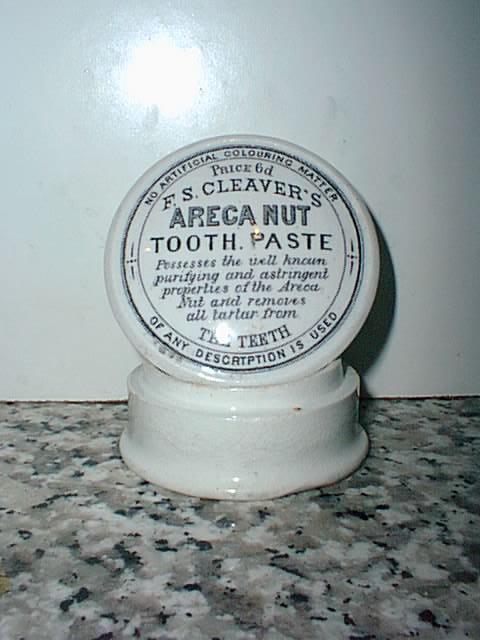 NO ARTIFICIAL COLOURING MATTER
PRICE 6d
F. S. CLEAVER'S
ARECA NUT
TOOTH. PASTE
Possesses the well known
purifying and astringent
properties of the Areca
Nut and removes
all tartar from
THE TEETH
OF ANY DESCRIPTION IS USED